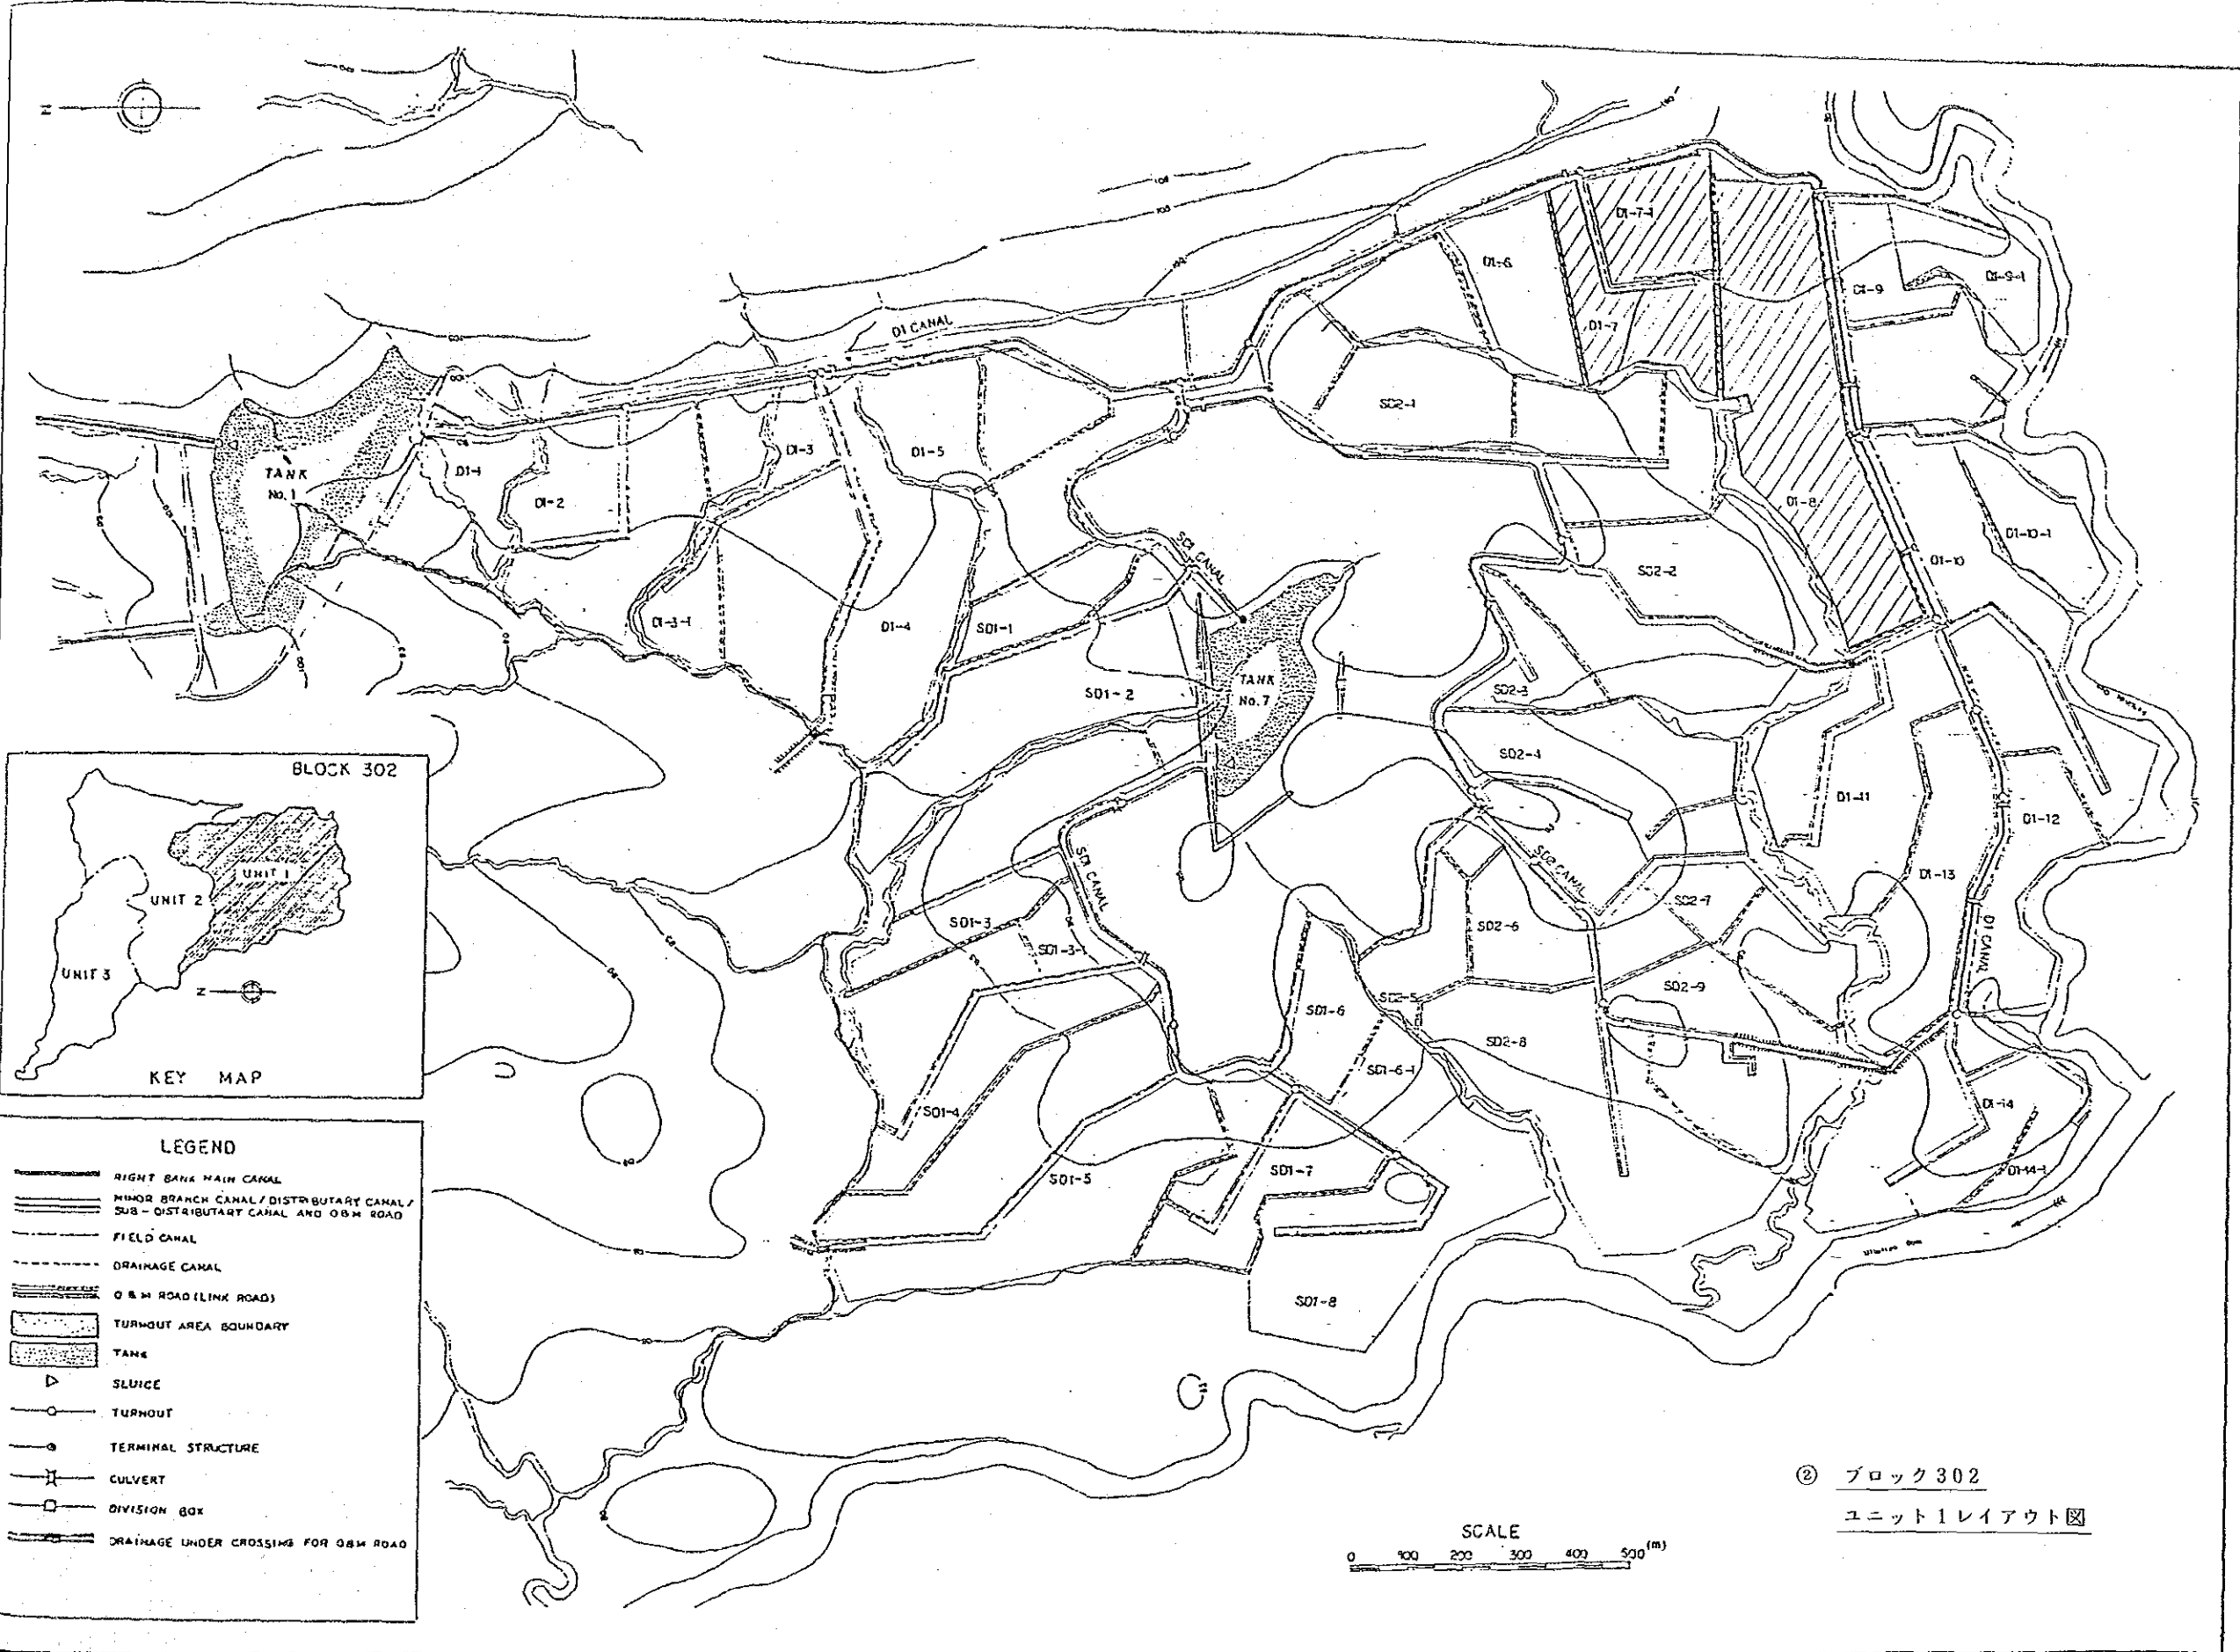 N
105
100
D1 CANAL
D1-7-1
D1-6
D1-9
D1-9-1
D1-7
TANK
No. 1
D1-1
D1-2
D1-3
D1-5
SD2-1
D1-8
D1-10-1
D1-10
SD1 CANAL
SD2-2
D1-3-1
D1-4
SD1-1
SD1-2
TANK
No. 7
SD2-3
SD2-4
D1-11
D1-12
D1-13
SD2 CANAL
SD1 CANAL
SD2-7
SD2-6
SD1-3
SD1-3-1
D1 CANAL
SD2-9
SD2-5
SD1-6
SD2-8
SD1-6-1
SD1-4
D1-14
SD1-5
SD1-7
D1-14-1
SD1-8
BLOCK 302
UNIT 1
UNIT 2
UNIT 3
N
KEY MAP
LEGEND
RIGHT BANK MAIN CANAL
MINOR BRANCH CANAL / DISTRIBUTARY CANAL /
SUB - DISTRIBUTARY CANAL AND O&M ROAD
FIELD CANAL
DRAINAGE CANAL
O & M ROAD (LINK ROAD)
TURNOUT AREA BOUNDARY
TANK
SLUICE
TURNOUT
TERMINAL STRUCTURE
CULVERT
DIVISION BOX
DRAINAGE UNDER CROSSING FOR O&M ROAD
② ブロック302
ユニット1レイアウト図
SCALE
0 100 200 300 400 500 (m)